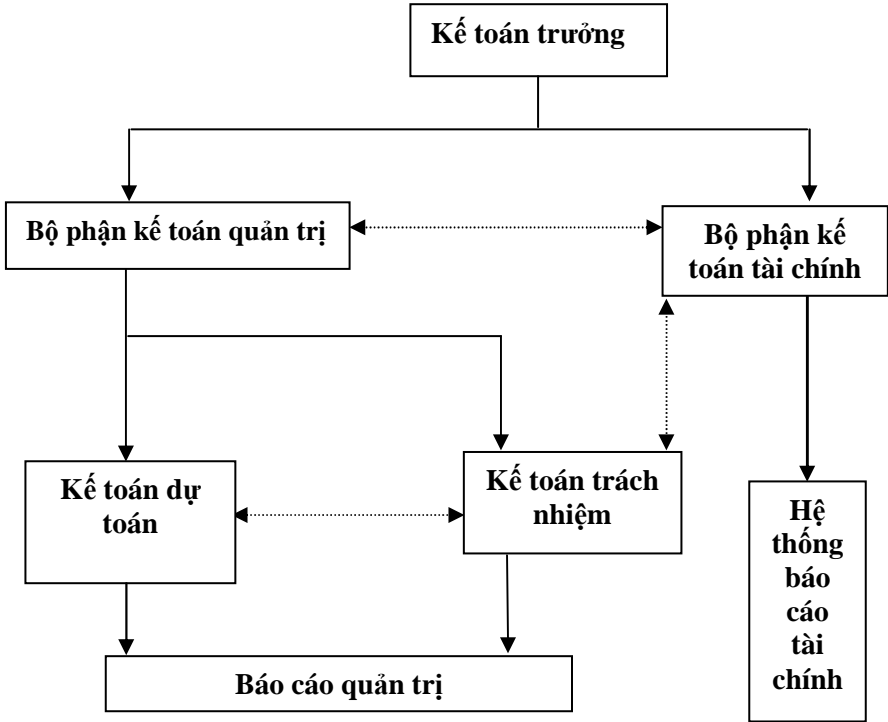 Kế toán trưởng
Bộ phận kế toán quản trị
Bộ phận kế
toán tài chính
Kế toán dự
toán
Kế toán trách
nhiệm
Hệ
thống
báo
cáo
tài
chính
Báo cáo quản trị